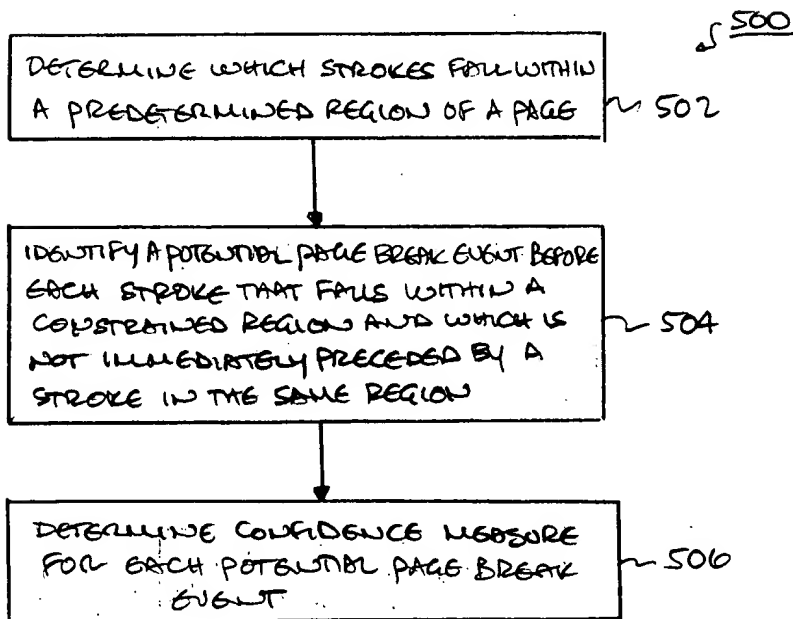 500
DETERMINE WHICH STROKES FALL WITHIN
A PREDETERMINED REGION OF A PAGE
502
IDENTIFY A POTENTIAL PAGE BREAK EVENT BEFORE
EACH STROKE THAT FALLS WITHIN A
CONSTRAINED REGION AND WHICH IS
NOT IMMEDIATELY PRECEDED BY A
STROKE IN THE SAME REGION
504
DETERMINE CONFIDENCE MEASURE
FOR EACH POTENTIAL PAGE BREAK
EVENT
506